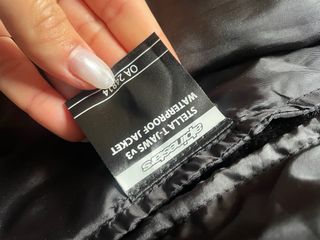 alpinestars
STELLA T-JAWS v3
WATERPROOF JACKET